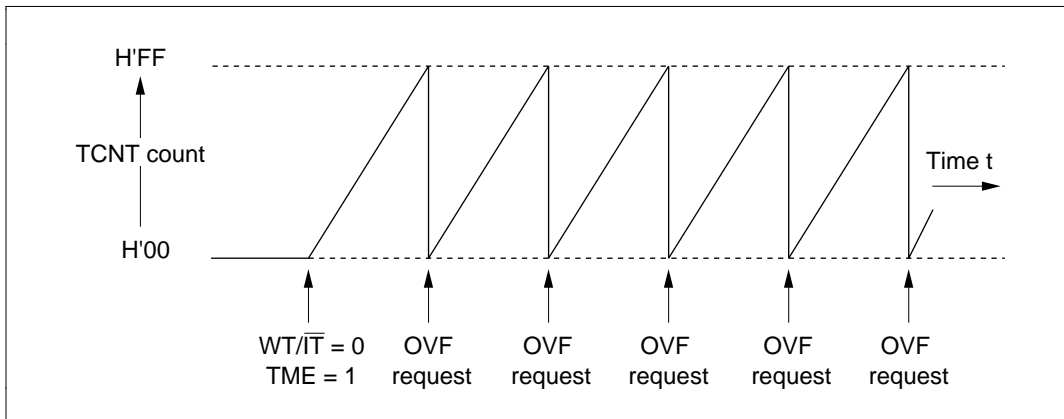 H'FF
TCNT count
Time t
H'00
WT/I̅T̅ = 0
TME = 1
OVF
request
OVF
request
OVF
request
OVF
request
OVF
request